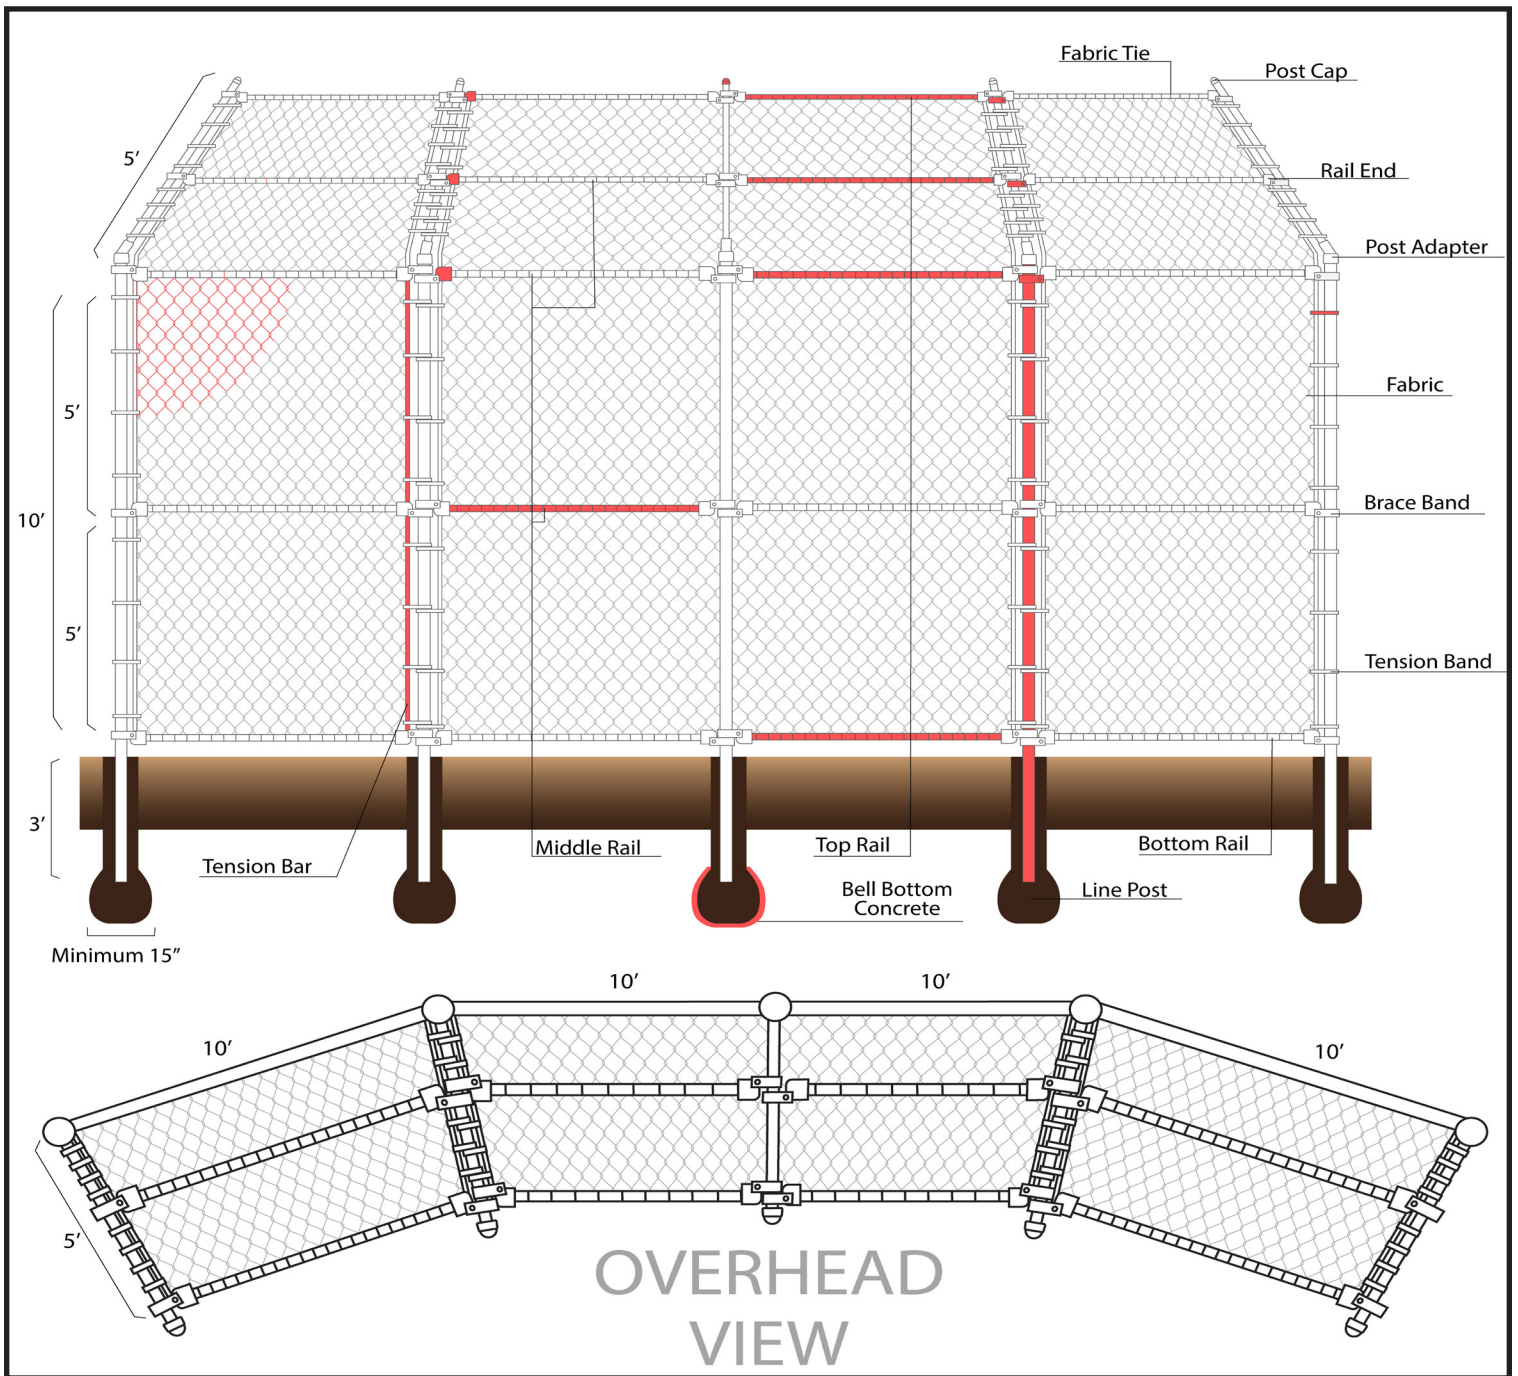 Fabric Tie
Post Cap
5′
Rail End
Post Adapter
5′
Fabric
10′
Brace Band
5′
Tension Band
3′
Tension Bar
Middle Rail
Top Rail
Bottom Rail
Bell Bottom
Concrete
Line Post
Minimum 15″
10′
10′
10′
10′
5′
OVERHEAD
VIEW